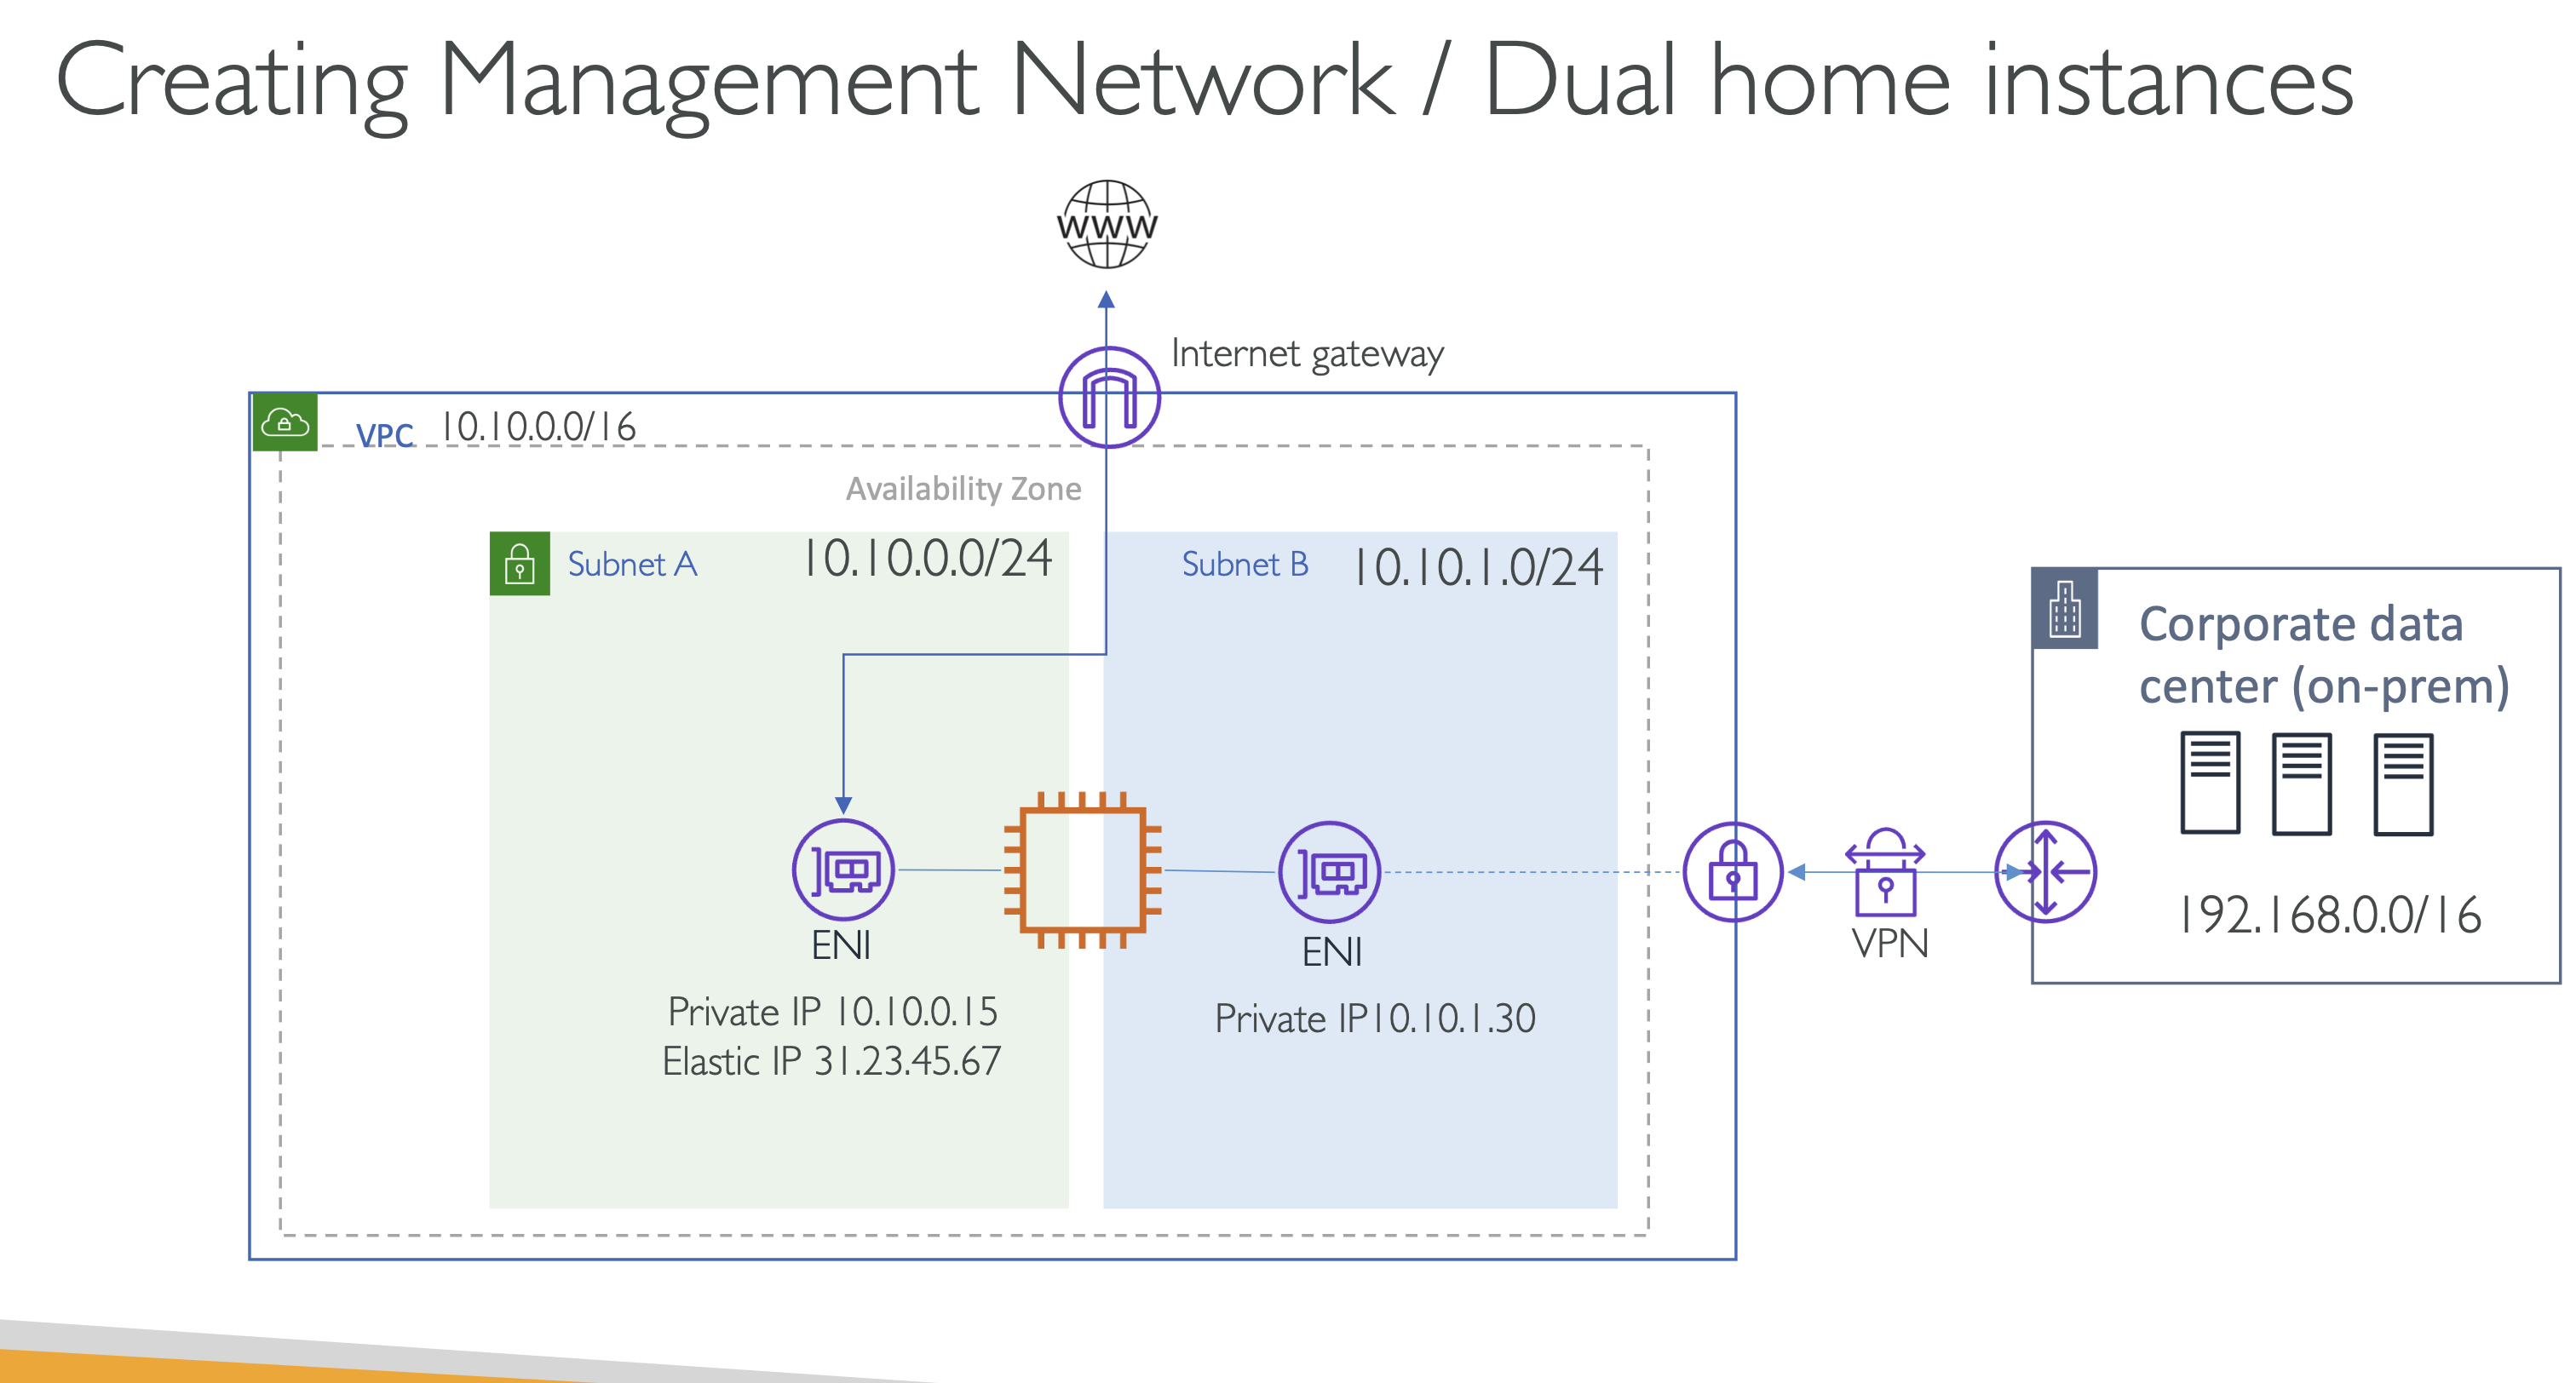 Creating Management Network / Dual home instances
WWW
Internet gateway
VPC 10.10.0.0/16
Availability Zone
Subnet A 10.10.0.0/24
Subnet B 10.10.1.0/24
Corporate data
center (on-prem)
192.168.0.0/16
VPN
ENI
Private IP 10.10.0.15
Elastic IP 31.23.45.67
ENI
Private IP10.10.1.30